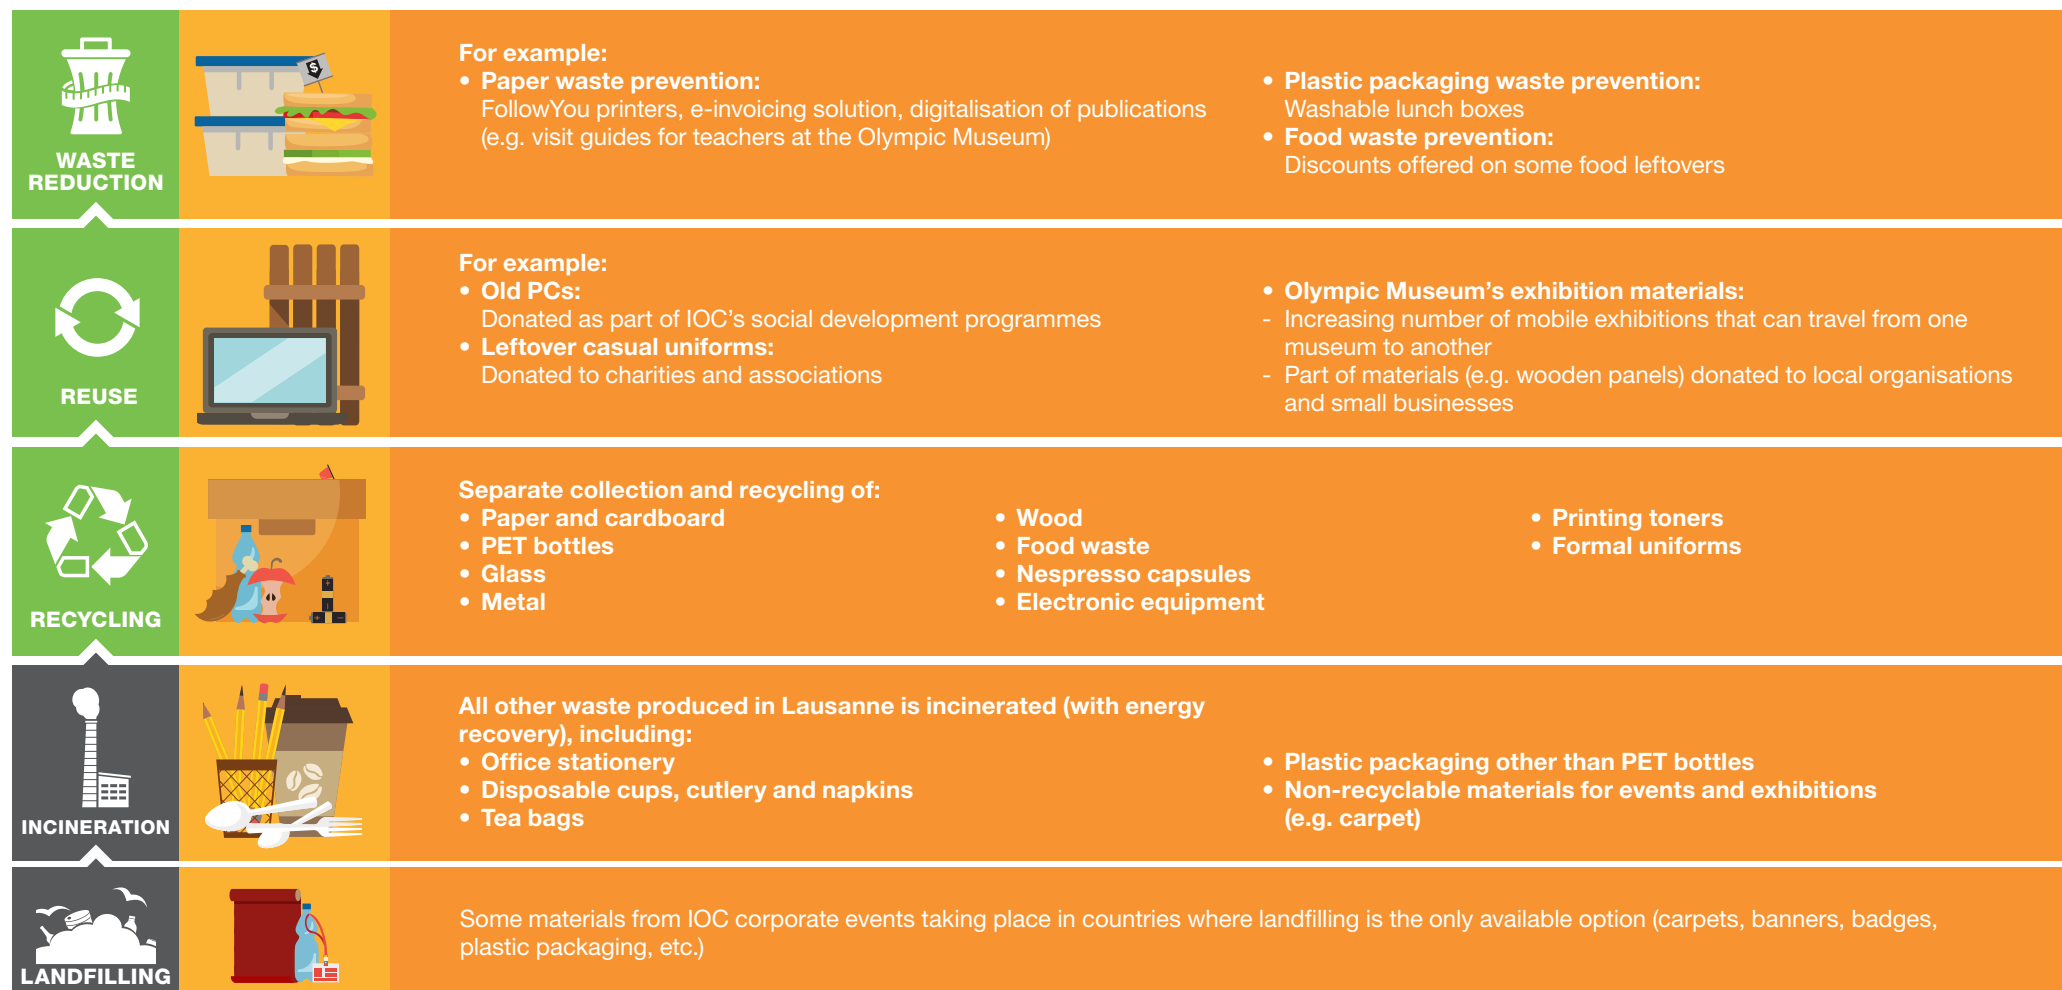 WASTE
REDUCTION
For example:
• Paper waste prevention:
FollowYou printers, e-invoicing solution, digitalisation of publications
(e.g. visit guides for teachers at the Olympic Museum)
• Plastic packaging waste prevention:
Washable lunch boxes
• Food waste prevention:
Discounts offered on some food leftovers
$
REUSE
For example:
• Old PCs:
Donated as part of IOC’s social development programmes
• Leftover casual uniforms:
Donated to charities and associations
• Olympic Museum’s exhibition materials:
- Increasing number of mobile exhibitions that can travel from one
museum to another
- Part of materials (e.g. wooden panels) donated to local organisations
and small businesses
RECYCLING
Separate collection and recycling of:
• Paper and cardboard
• PET bottles
• Glass
• Metal
• Wood
• Food waste
• Nespresso capsules
• Electronic equipment
• Printing toners
• Formal uniforms
INCINERATION
All other waste produced in Lausanne is incinerated (with energy
recovery), including:
• Office stationery
• Disposable cups, cutlery and napkins
• Tea bags
• Plastic packaging other than PET bottles
• Non-recyclable materials for events and exhibitions
(e.g. carpet)
LANDFILLING
Some materials from IOC corporate events taking place in countries where landfilling is the only available option (carpets, banners, badges,
plastic packaging, etc.)